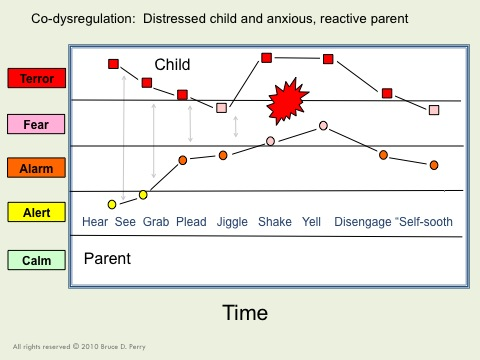 Co-dysregulation:  Distressed child and anxious, reactive parent
Child
Terror
Fear
Alarm
Alert
Hear See Grab Plead Jiggle Shake Yell Disengage “Self-sooth
Calm
Parent
Time
All rights reserved © 2010 Bruce D. Perry